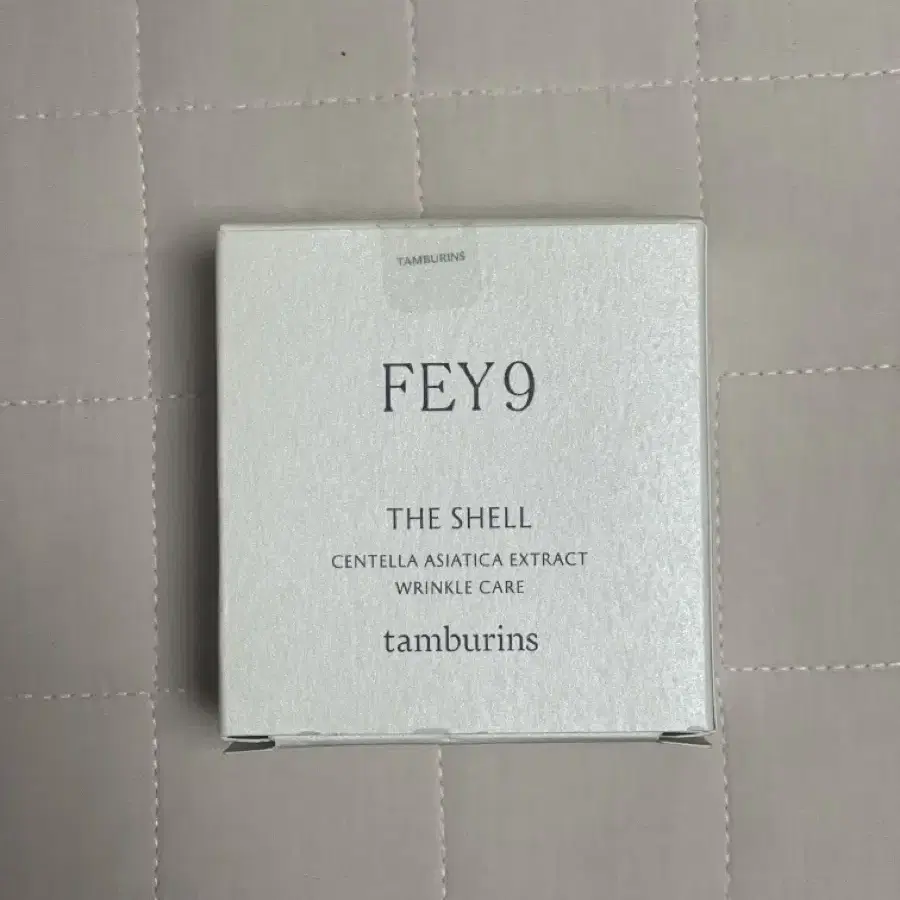 TAMBURINS
FEY9
THE SHELL
CENTELLA ASIATICA EXTRACT
WRINKLE CARE
tamburins